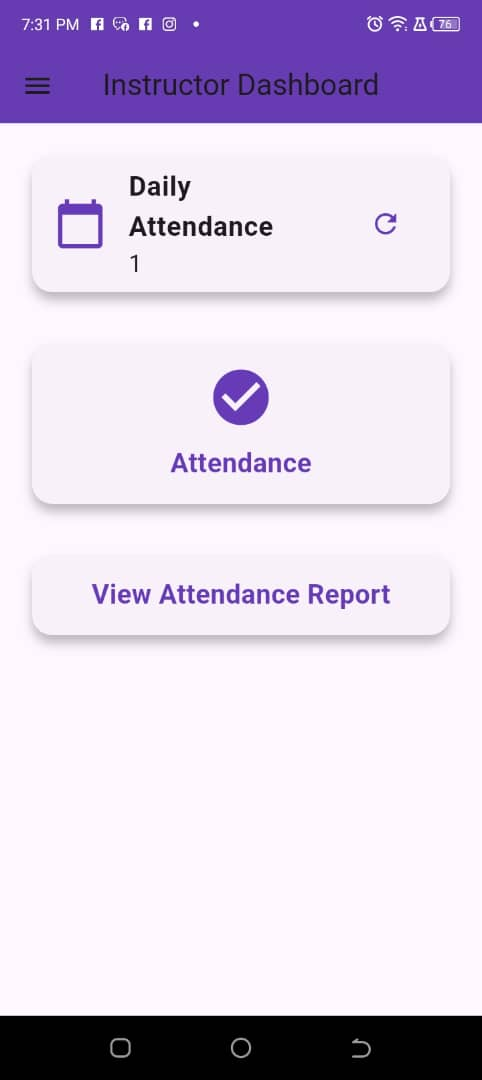 7:31 PM
76
Instructor Dashboard
Daily
Attendance
1
Attendance
View Attendance Report